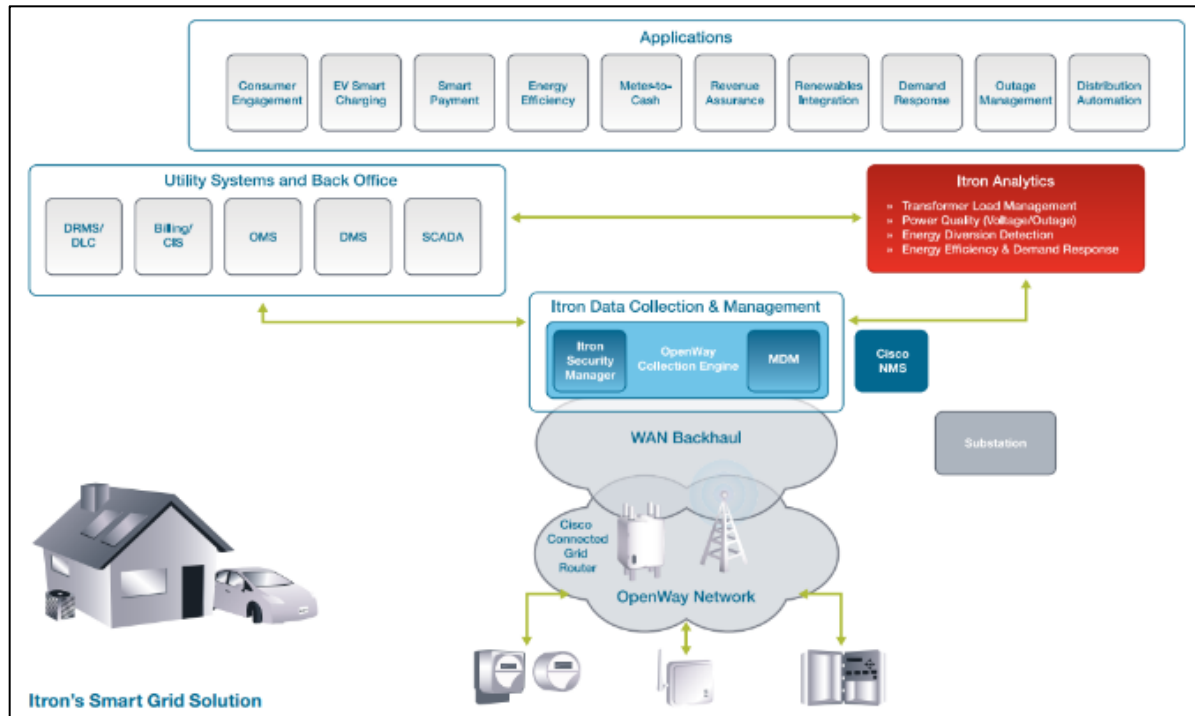 Applications
Consumer
Engagement
EV Smart
Charging
Smart
Payment
Energy
Efficiency
Meter-to-
Cash
Revenue
Assurance
Renewables
Integration
Demand
Response
Outage
Management
Distribution
Automation
Utility Systems and Back Office
DRMS/
DLC
Billing/
CIS
OMS
DMS
SCADA
Itron Analytics
» Transformer Load Management
» Power Quality (Voltage/Outage)
» Energy Diversion Detection
» Energy Efficiency & Demand Response
Itron Data Collection & Management
Itron
Security
Manager
OpenWay
Collection Engine
MDM
Cisco
NMS
WAN Backhaul
Substation
Cisco
Connected
Grid
Router
OpenWay Network
Itron's Smart Grid Solution